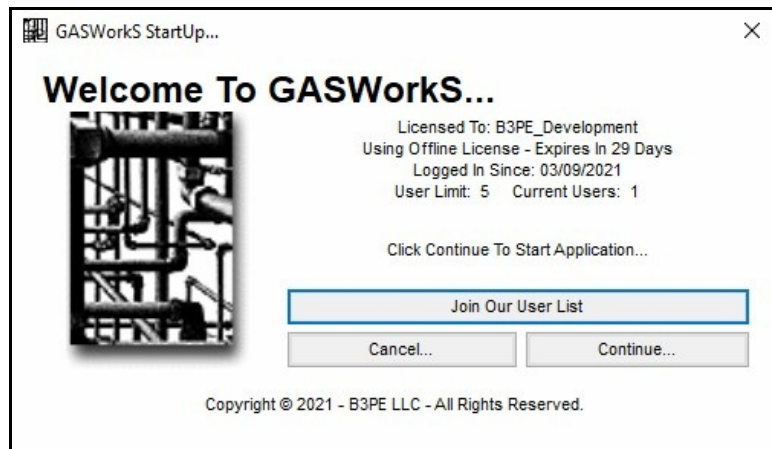 GASWorkS StartUp...
Welcome To GASWorkS...
Licensed To: B3PE_Development
Using Offline License - Expires In 29 Days
Logged In Since: 03/09/2021
User Limit: 5 Current Users: 1
Click Continue To Start Application...
Join Our User List
Cancel... Continue...
Copyright © 2021 - B3PE LLC - All Rights Reserved.